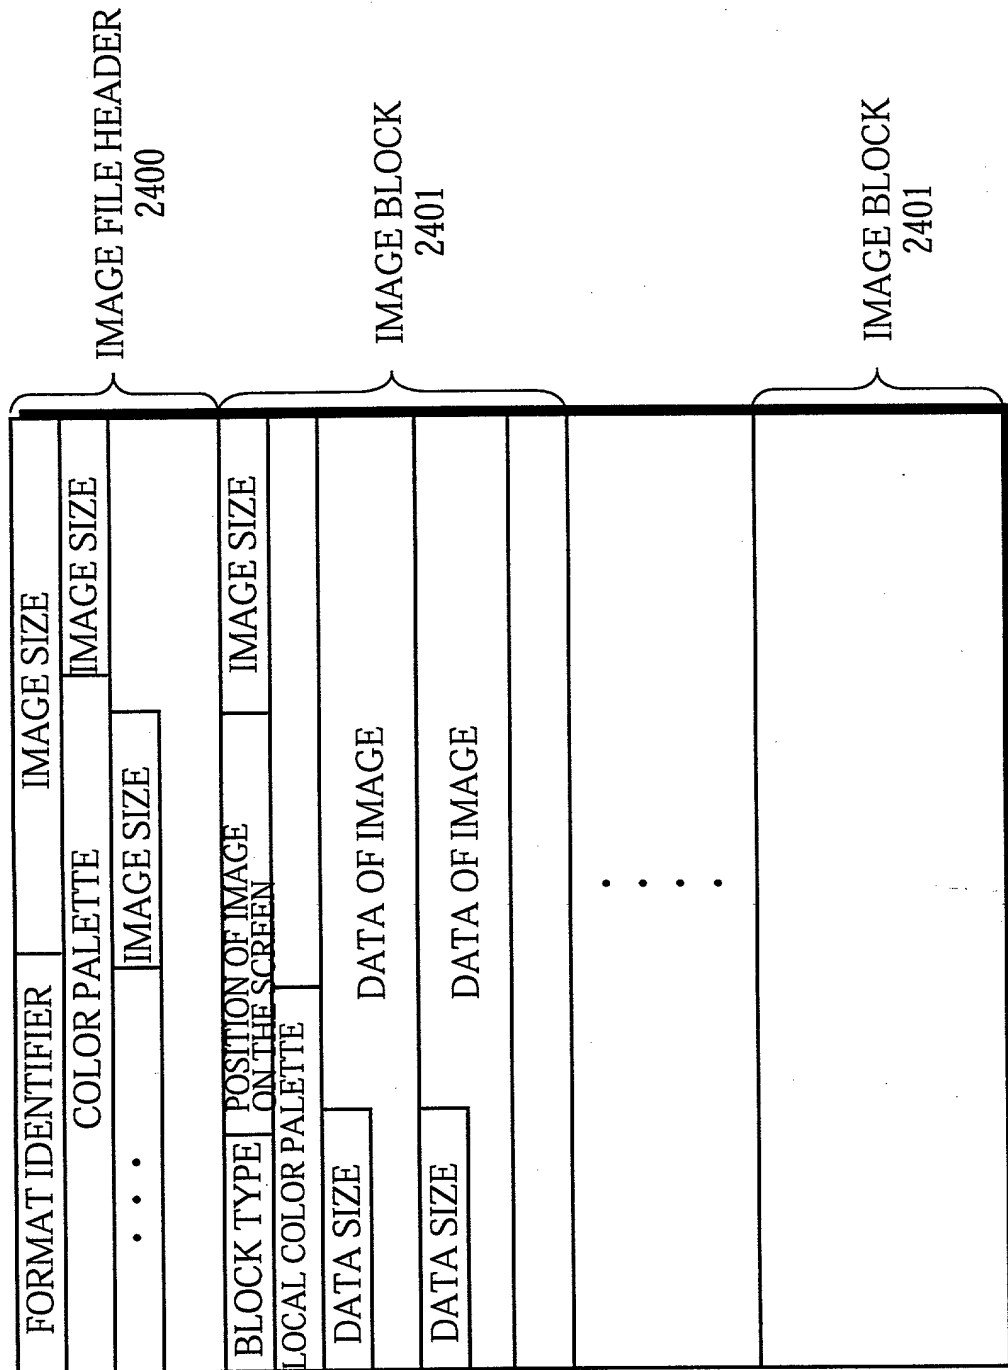 FORMAT IDENTIFIER
IMAGE SIZE
COLOR PALETTE
IMAGE SIZE
• • •
IMAGE SIZE
IMAGE FILE HEADER
2400
BLOCK TYPE
POSITION OF IMAGE
ON THE SCREEN
IMAGE SIZE
LOCAL COLOR PALETTE
DATA SIZE
DATA OF IMAGE
DATA SIZE
DATA OF IMAGE
IMAGE BLOCK
2401
• • • •
IMAGE BLOCK
2401